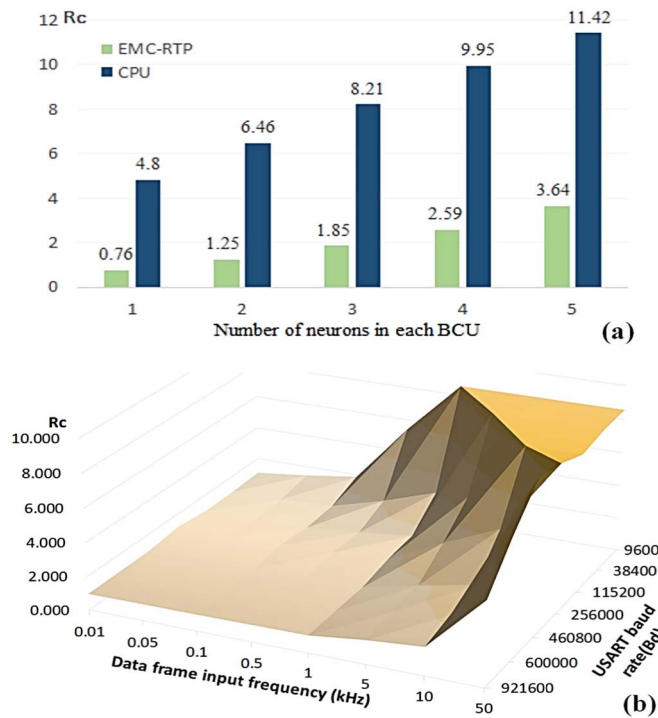 12 Rc
EMC-RTP
CPU
10
8
6
4
2
0
0.76 4.8
1.25 6.46
1.85 8.21
2.59 9.95
3.64 11.42
1 2 3 4 5
Number of neurons in each BCU
(a)
Rc
10.000
8.000
6.000
4.000
2.000
0.000
0.01 0.05 0.1 0.5 1 5 10 50
Data frame input frequency (kHz)
9600
38400
115200
256000
460800
600000
921600
USART baud
rate(Bd)
(b)